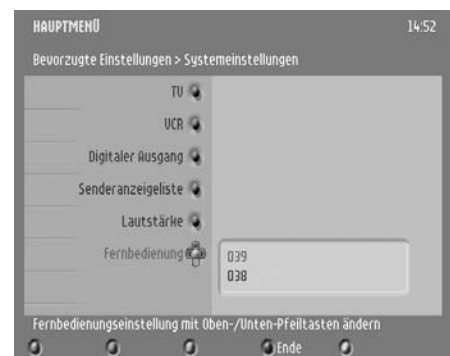 HAUPTMENÜ 14:52
Bevorzugte Einstellungen > Systemeinstellungen
TV
VCR
Digitaler Ausgang
Senderanzeigeliste
Lautstärke
Fernbedienung
039
038
Fernbedienungseinstellung mit Oben-/Unten-Pfeiltasten ändern
Ende